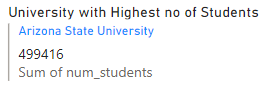 University with Highest no of Students
Arizona State University
499416
Sum of num_students